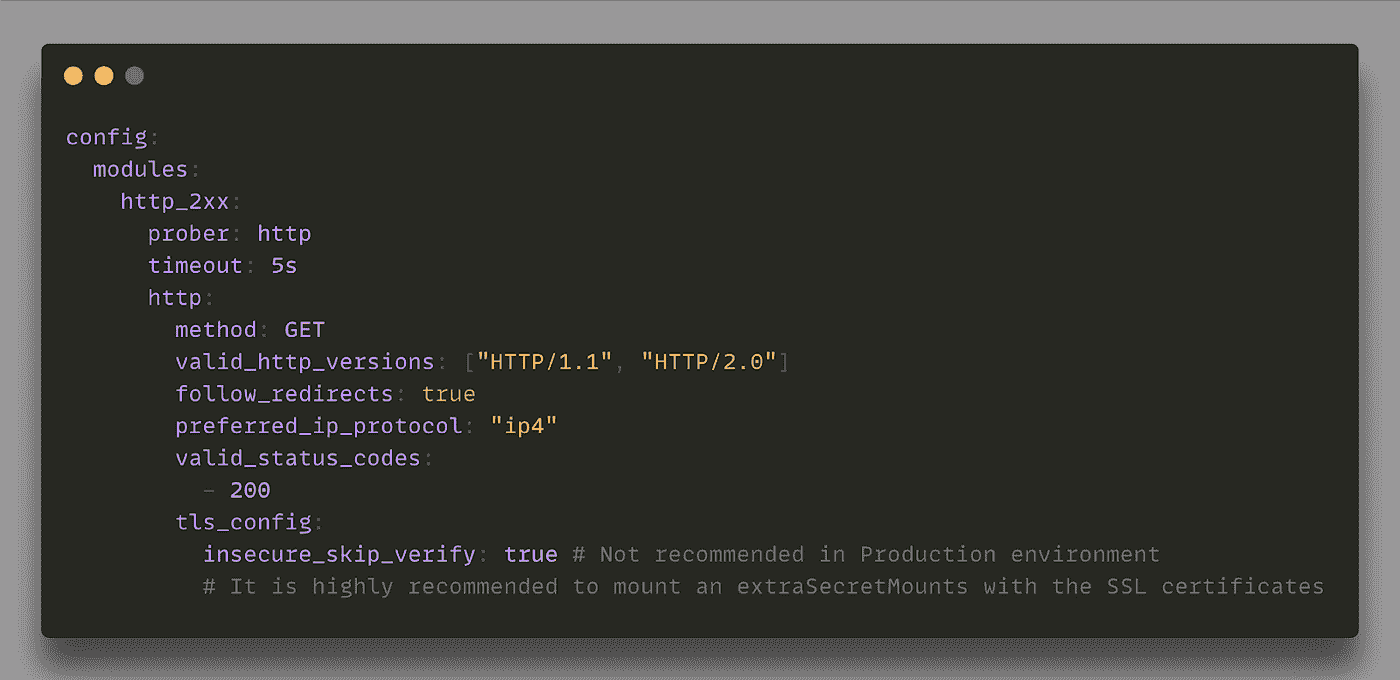 config:
  modules:
    http_2xx:
      prober: http
      timeout: 5s
      http:
        method: GET
        valid_http_versions: ["HTTP/1.1", "HTTP/2.0"]
        follow_redirects: true
        preferred_ip_protocol: "ip4"
        valid_status_codes:
          - 200
        tls_config:
          insecure_skip_verify: true # Not recommended in Production environment
          # It is highly recommended to mount an extraSecretMounts with the SSL certificates